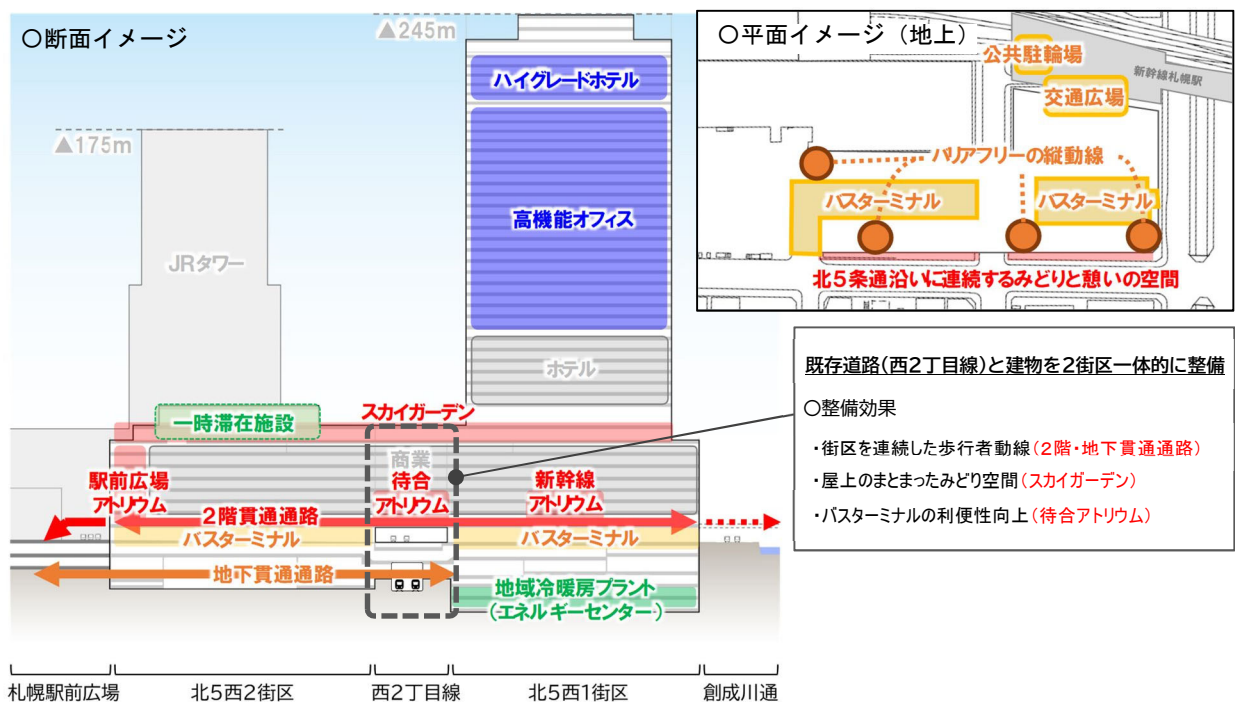 〇断面イメージ
▲245m
▲175m
ハイグレードホテル
高機能オフィス
JRタワー
ホテル
一時滞在施設
スカイガーデン
商業
駅前広場
アトリウム
待合
アトリウム
新幹線
アトリウム
2階貫通通路
バスターミナル
バスターミナル
地下貫通通路
地域冷暖房プラント
(エネルギーセンター)
札幌駅前広場
北5西2街区
西2丁目線
北5西1街区
創成川通
〇平面イメージ(地上)
公共駐輪場
新幹線札幌駅
交通広場
バリアフリーの縦動線
バスターミナル
バスターミナル
北5条通沿いに連続するみどりと憩いの空間
既存道路(西2丁目線)と建物を2街区一体的に整備
〇整備効果
・街区を連続した歩行者動線(2階・地下貫通通路)
・屋上のまとまったみどり空間(スカイガーデン)
・バスターミナルの利便性向上(待合アトリウム)